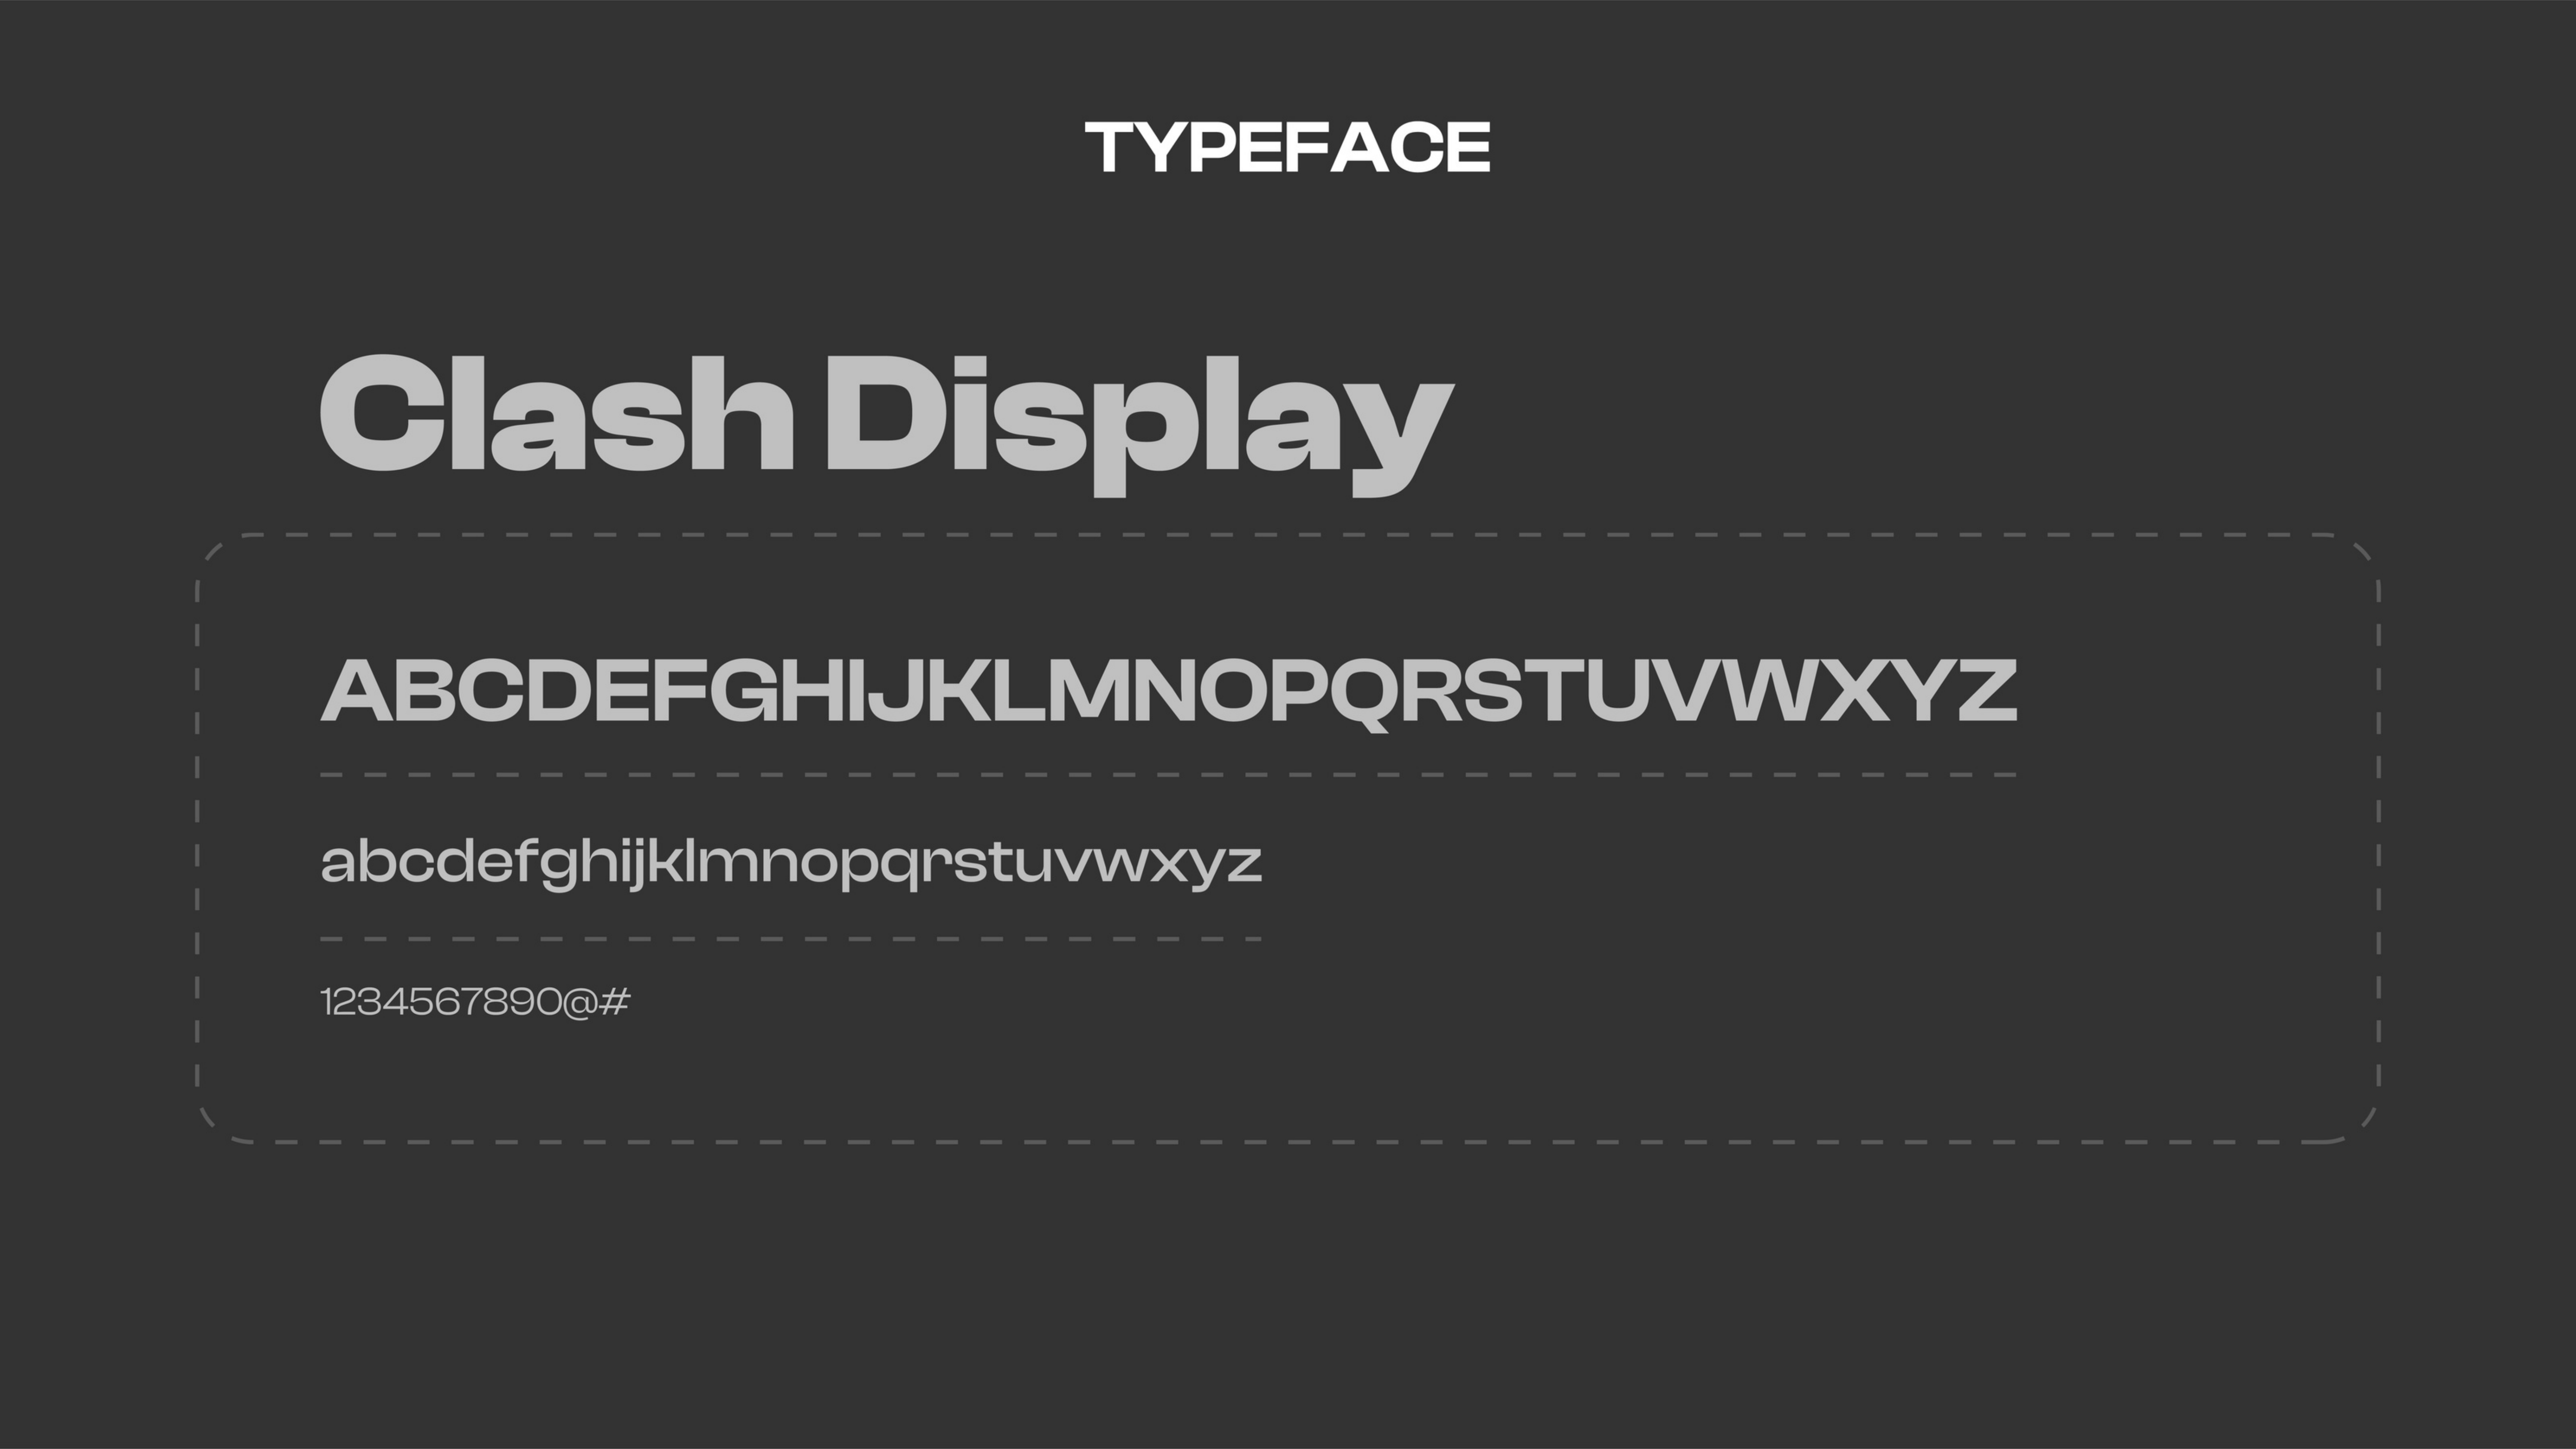 TYPEFACE
Clash Display
ABCDEFGHIJKLMNOPQRSTUVWXYZ
abcdefghijklmnopqrstuvwxyz
1234567890@#